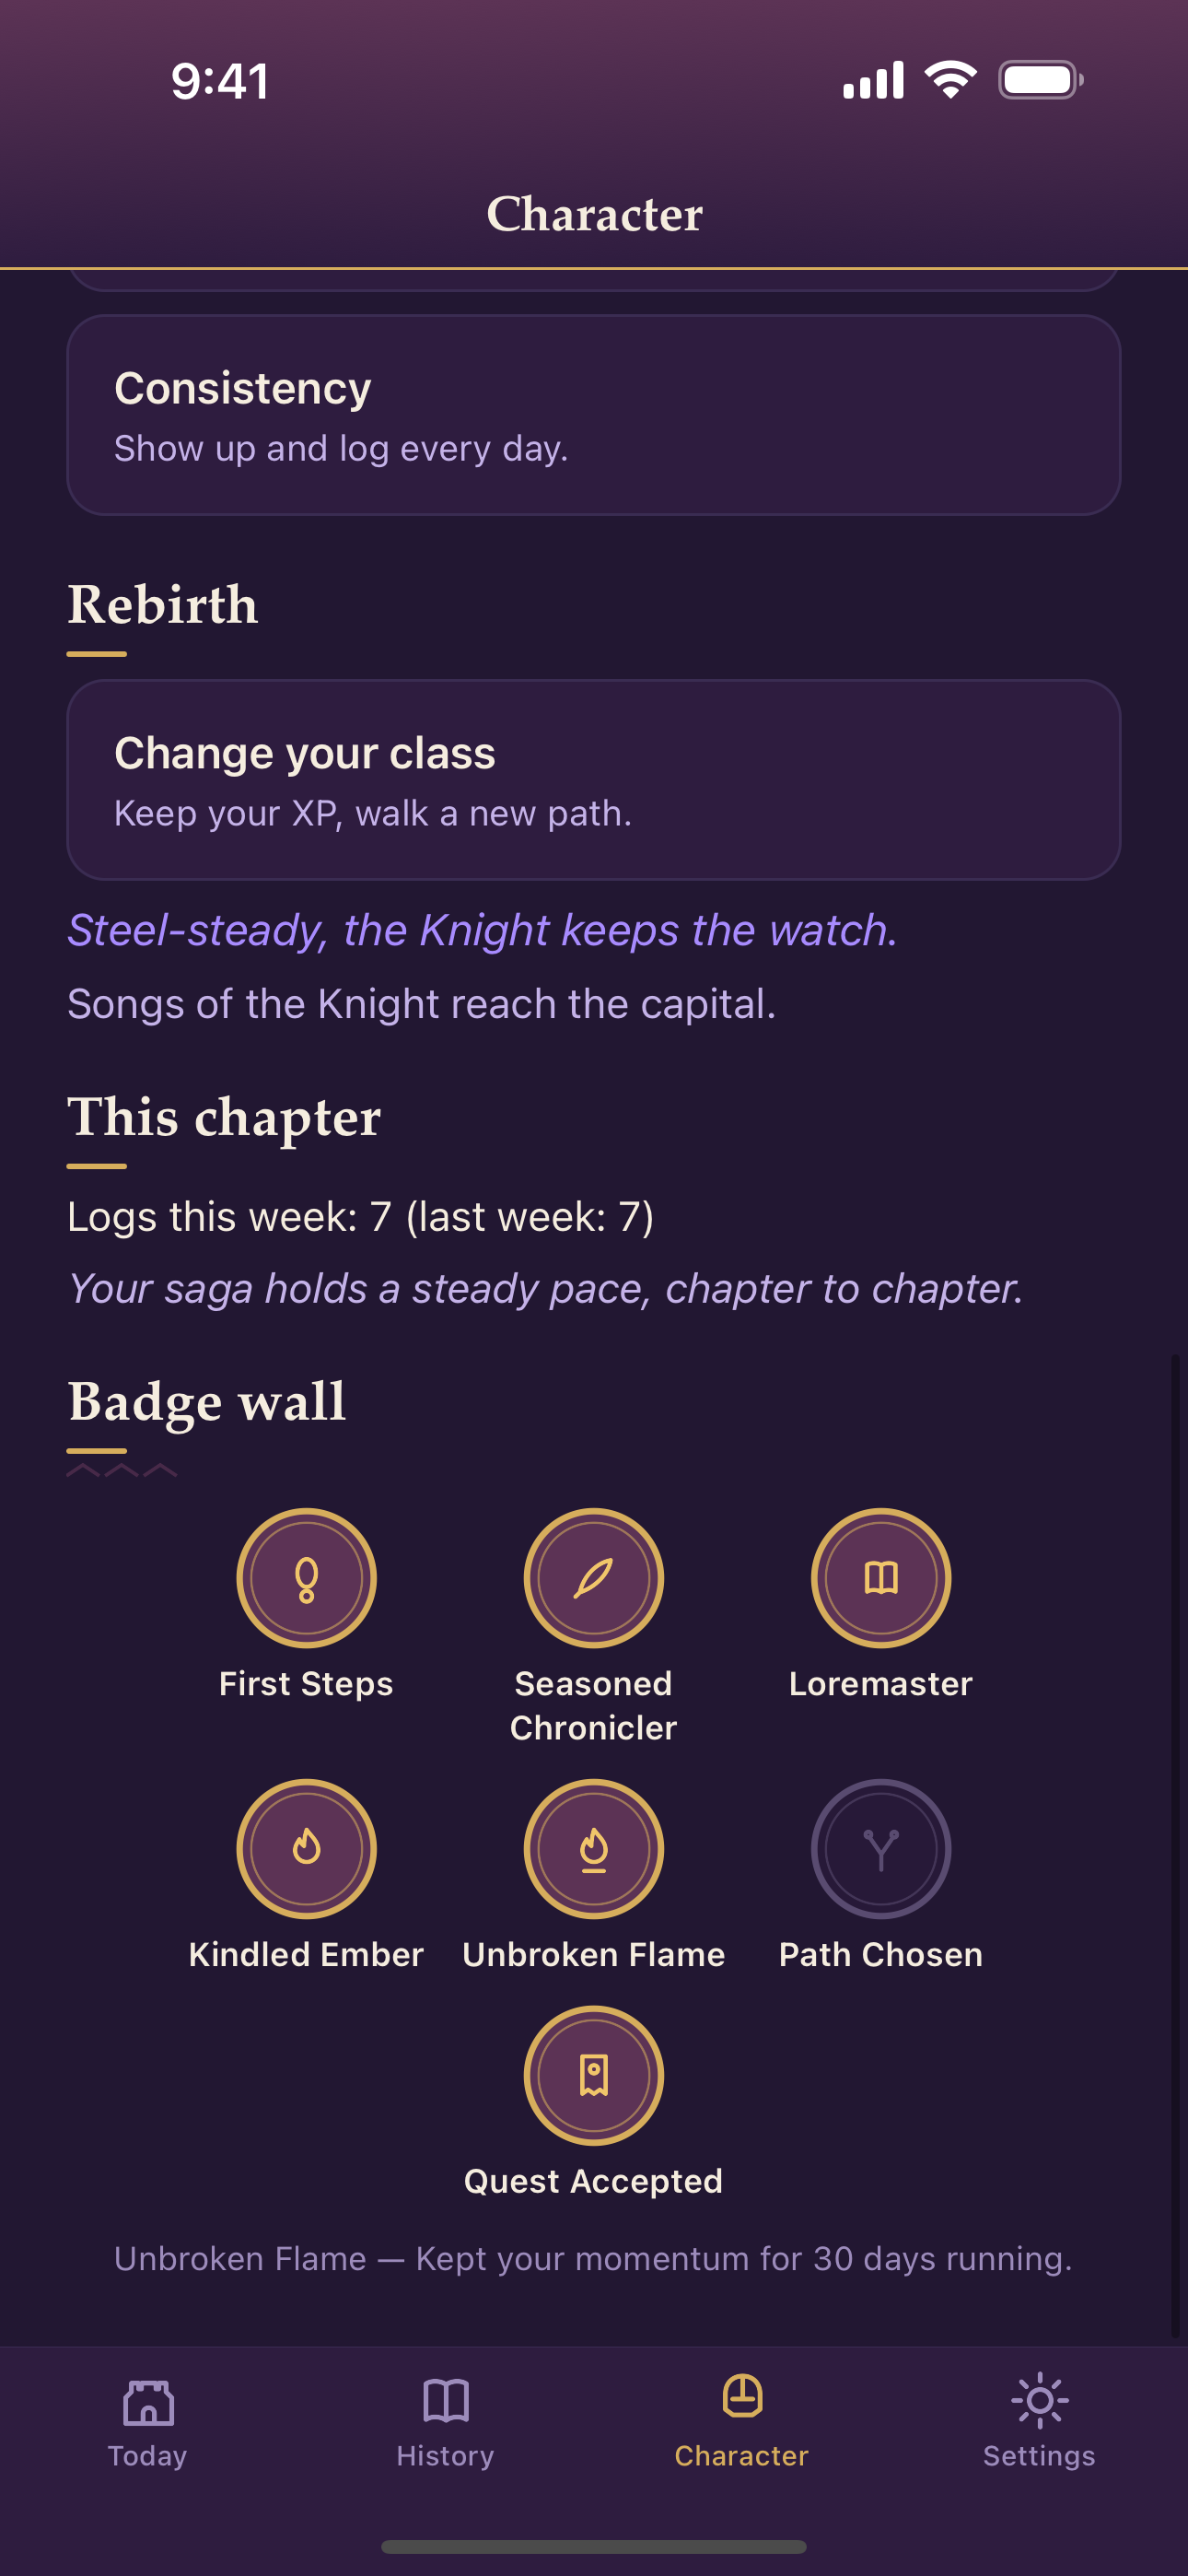 9:41
Character
Consistency
Show up and log every day.
Rebirth
Change your class
Keep your XP, walk a new path.
Steel-steady, the Knight keeps the watch.
Songs of the Knight reach the capital.
This chapter
Logs this week: 7 (last week: 7)
Your saga holds a steady pace, chapter to chapter.
Badge wall
First Steps
Seasoned
Chronicler
Loremaster
Kindled Ember
Unbroken Flame
Path Chosen
Quest Accepted
Unbroken Flame — Kept your momentum for 30 days running.
Today
History
Character
Settings